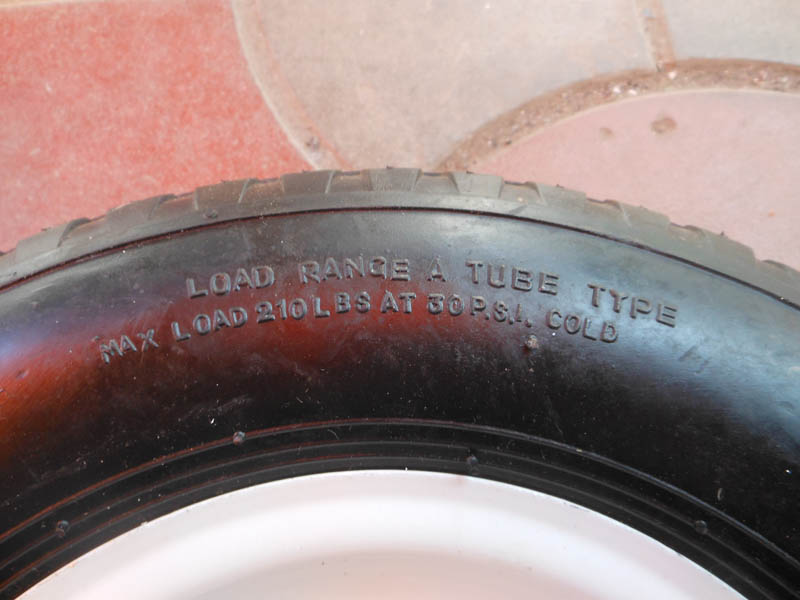 LOAD RANGE A TUBE TYPE
MAX LOAD 210 LBS AT 30 P.S.I. COLD